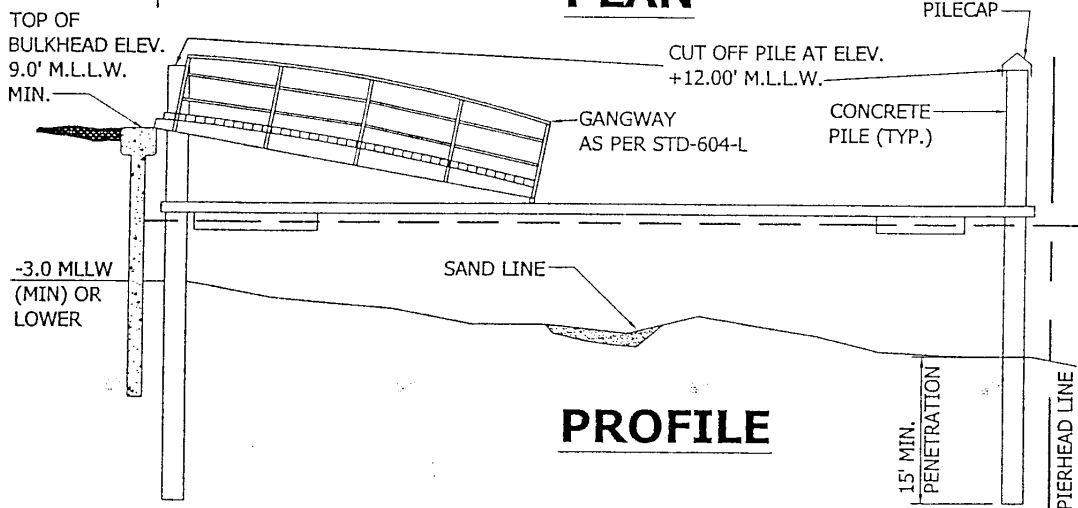 PLAN
TOP OF
BULKHEAD ELEV.
9.0' M.L.L.W.
MIN.
PILECAP
CUT OFF PILE AT ELEV.
+12.00' M.L.L.W.
GANGWAY
AS PER STD-604-L
CONCRETE
PILE (TYP.)
-3.0 MLLW
(MIN) OR
LOWER
SAND LINE
PROFILE
15' MIN.
PENETRATION
PIERHEAD LINE